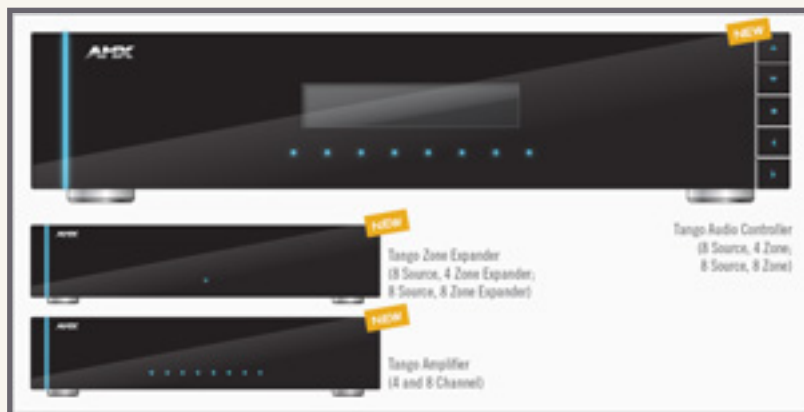 AMX
NEW
Tango Audio Controller
(8 Source, 4 Zone;
8 Source, 8 Zone)
AMX
NEW
Tango Zone Expander
(8 Source, 4 Zone Expander;
8 Source, 8 Zone Expander)
AMX
NEW
Tango Amplifier
(4 and 8 Channel)